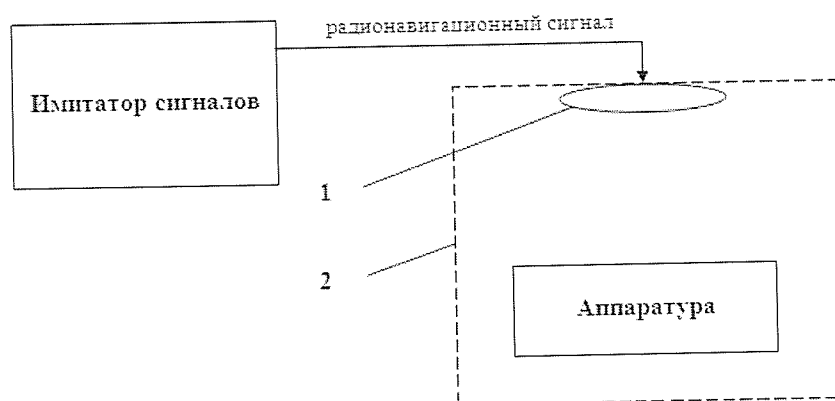 радионавигационный сигнал
Имитатор сигналов
1
2
Аппаратура